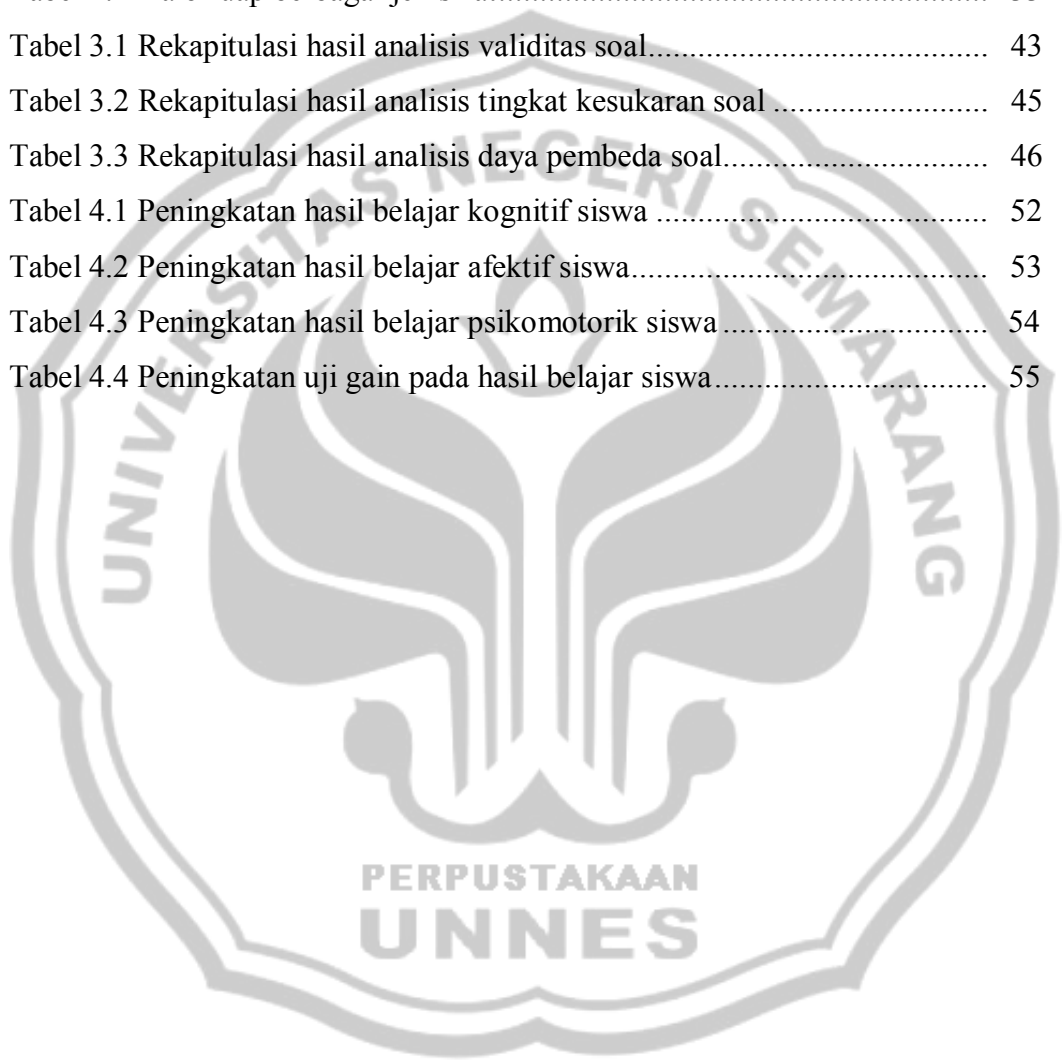 Tabel 3.1 Rekapitulasi hasil analisis validitas soal............................................. 43
Tabel 3.2 Rekapitulasi hasil analisis tingkat kesukaran soal ............................ 45
Tabel 3.3 Rekapitulasi hasil analisis daya pembeda soal................................... 46
Tabel 4.1 Peningkatan hasil belajar kognitif siswa ........................................... 52
Tabel 4.2 Peningkatan hasil belajar afektif siswa.............................................. 53
Tabel 4.3 Peningkatan hasil belajar psikomotorik siswa .................................. 54
Tabel 4.4 Peningkatan uji gain pada hasil belajar siswa.................................... 55
UNIVERSITAS NEGERI SEMARANG
PERPUSTAKAAN
UNNES